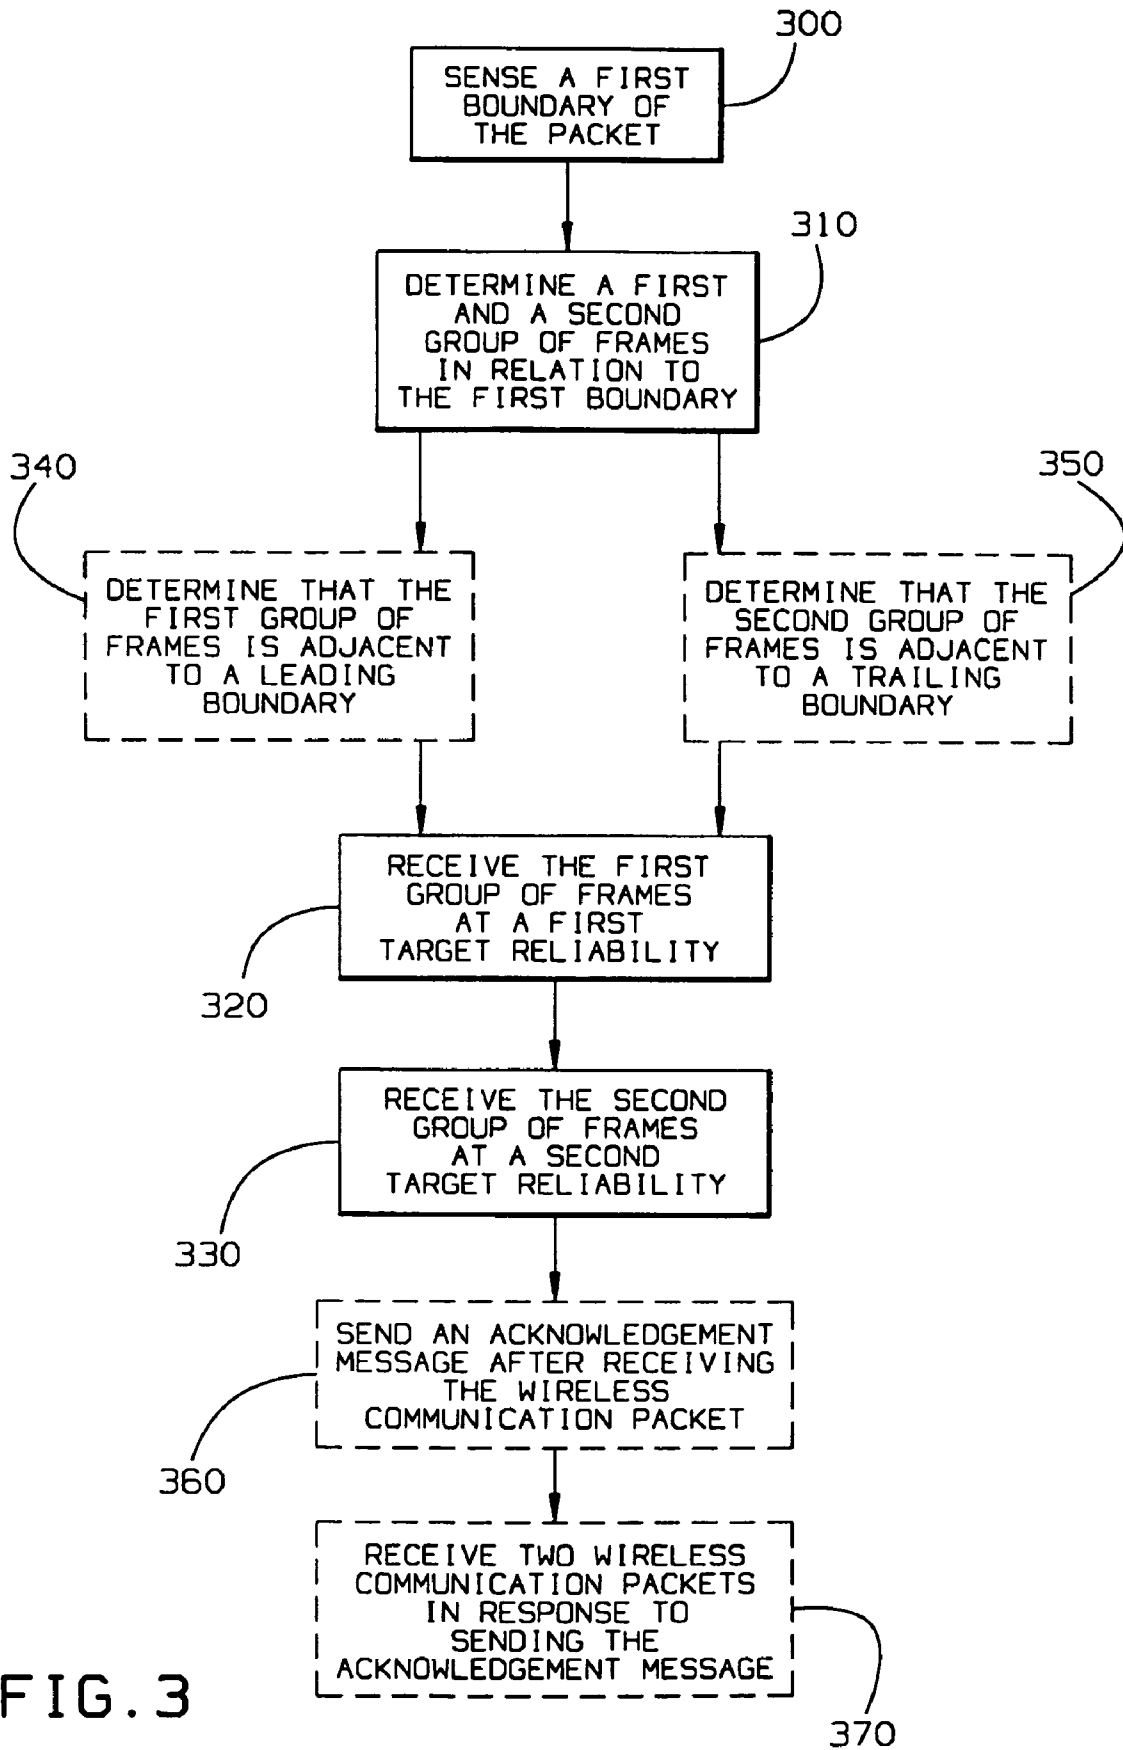 300
SENSE A FIRST
BOUNDARY OF
THE PACKET
310
DETERMINE A FIRST
AND A SECOND
GROUP OF FRAMES
IN RELATION TO
THE FIRST BOUNDARY
340
DETERMINE THAT THE
FIRST GROUP OF
FRAMES IS ADJACENT
TO A LEADING
BOUNDARY
350
DETERMINE THAT THE
SECOND GROUP OF
FRAMES IS ADJACENT
TO A TRAILING
BOUNDARY
RECEIVE THE FIRST
GROUP OF FRAMES
AT A FIRST
TARGET RELIABILITY
320
RECEIVE THE SECOND
GROUP OF FRAMES
AT A SECOND
TARGET RELIABILITY
330
SEND AN ACKNOWLEDGEMENT
MESSAGE AFTER RECEIVING
THE WIRELESS
COMMUNICATION PACKET
360
RECEIVE TWO WIRELESS
COMMUNICATION PACKETS
IN RESPONSE TO
SENDING THE
ACKNOWLEDGEMENT MESSAGE
370
FIG.3